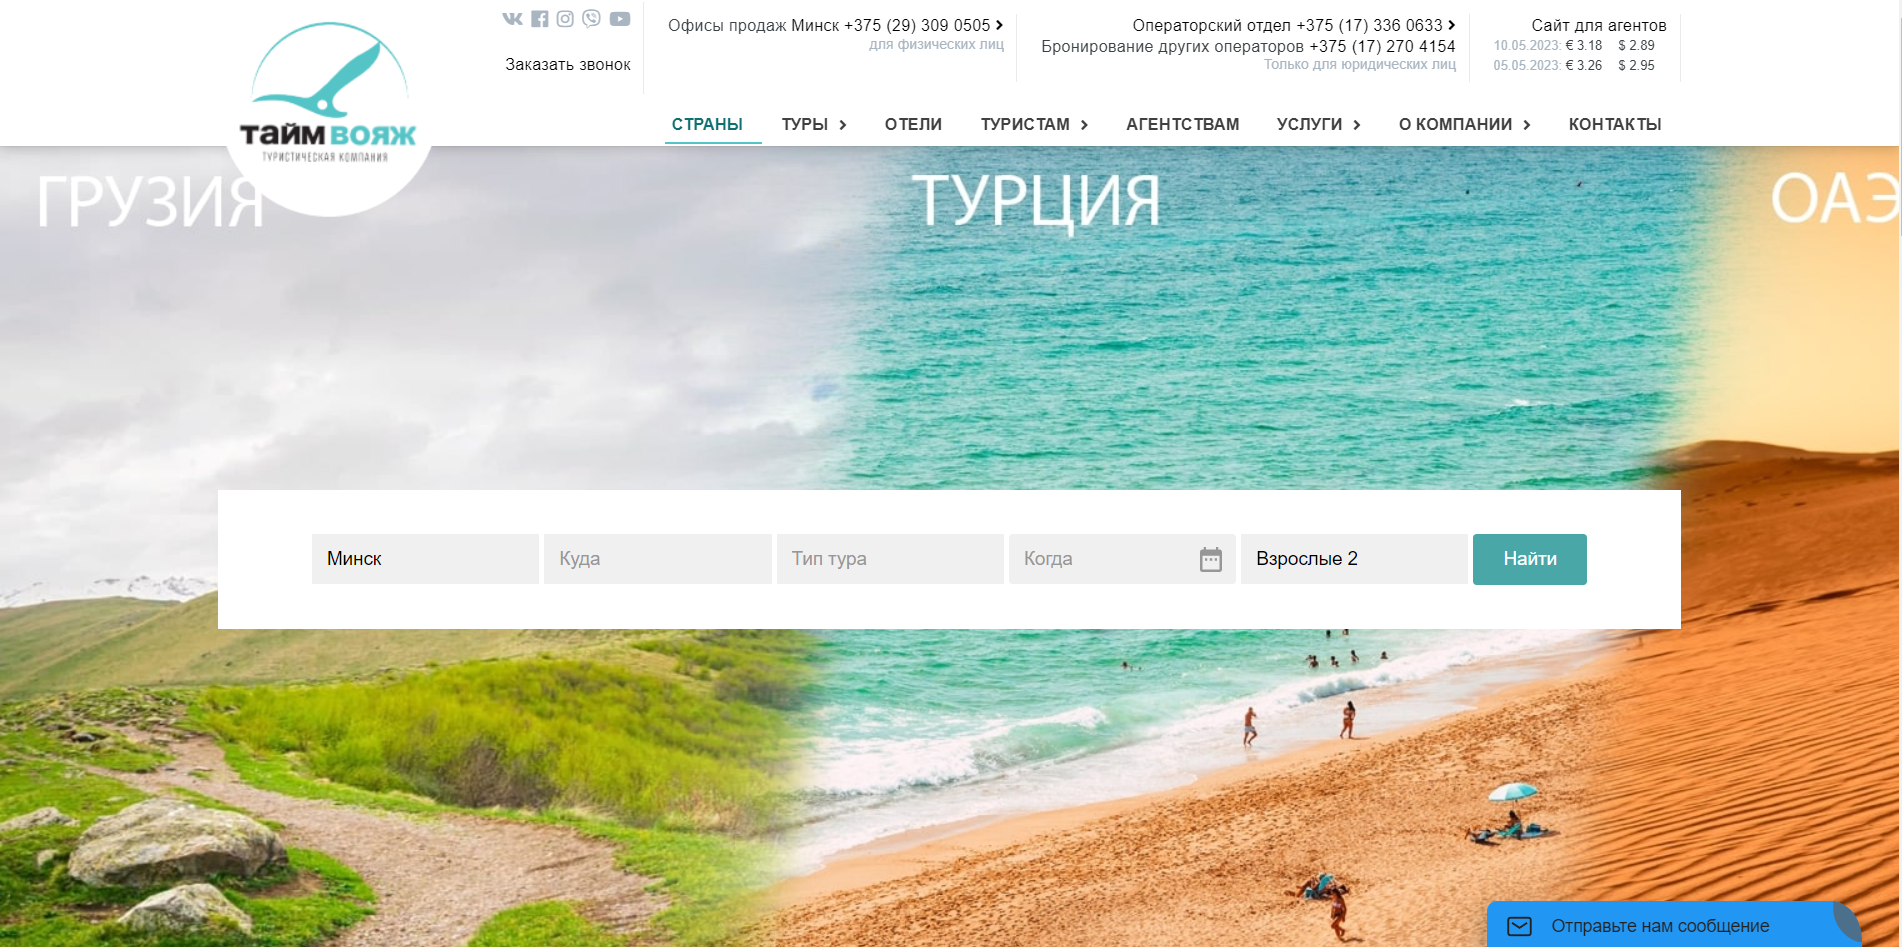 Офисы продаж Минск +375 (29) 309 0505
для физических лиц
Операторский отдел +375 (17) 336 0633
Бронирование других операторов +375 (17) 270 4154
Только для юридических лиц
Сайт для агентов
10.05.2023: € 3.18 $ 2.89
05.05.2023: € 3.26 $ 2.95
Заказать звонок
ТАЙМ ВОЯЖ
ТУРИСТИЧЕСКАЯ КОМПАНИЯ
СТРАНЫ ТУРЫ ОТЕЛИ ТУРИСТАМ АГЕНТСТВАМ УСЛУГИ О КОМПАНИИ КОНТАКТЫ
ГРУЗИЯ ТУРЦИЯ ОАЭ
Минск Куда Тип тура Когда Взрослые 2 Найти
Отправьте нам сообщение